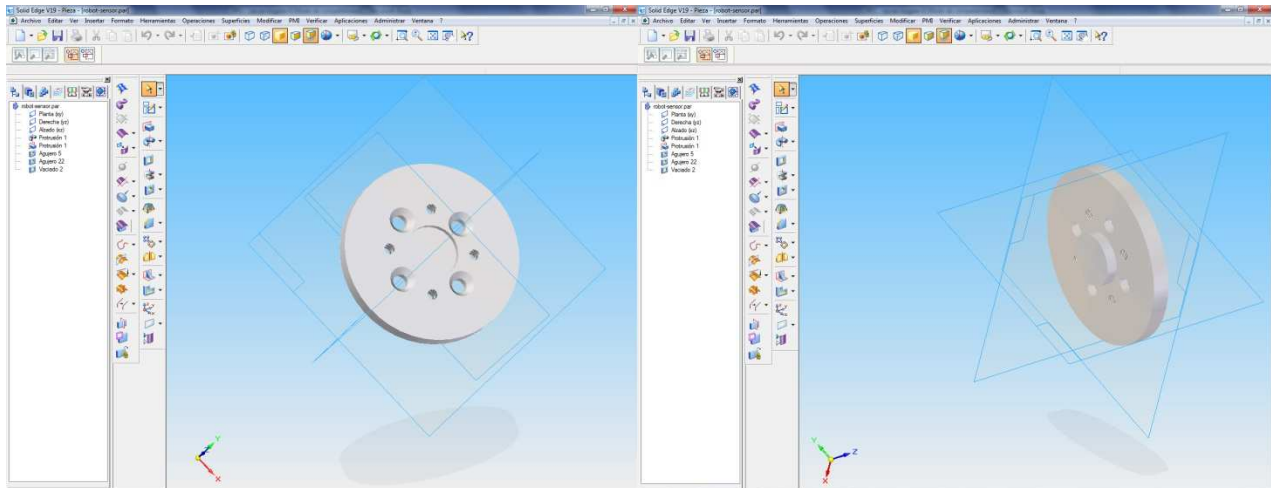 Solid Edge V19 - Pieza - [robot-sensor.par]
Archivo Editar Ver Insertar Formato Herramientas Operaciones Superficies Modificar PMI Verificar Aplicaciones Administrar Ventana ?
robot-sensor.par
Planta (xy)
Derecha (yz)
Alzado (xz)
Protrusión 1
Protrusión 1
Agujero 5
Agujero 22
Vaciado 2
Y
Z
X
Solid Edge V19 - Pieza - [robot-sensor.par]
Archivo Editar Ver Insertar Formato Herramientas Operaciones Superficies Modificar PMI Verificar Aplicaciones Administrar Ventana ?
robot-sensor.par
Planta (xy)
Derecha (yz)
Alzado (xz)
Protrusión 1
Protrusión 1
Agujero 5
Agujero 22
Vaciado 2
Y
Z
X